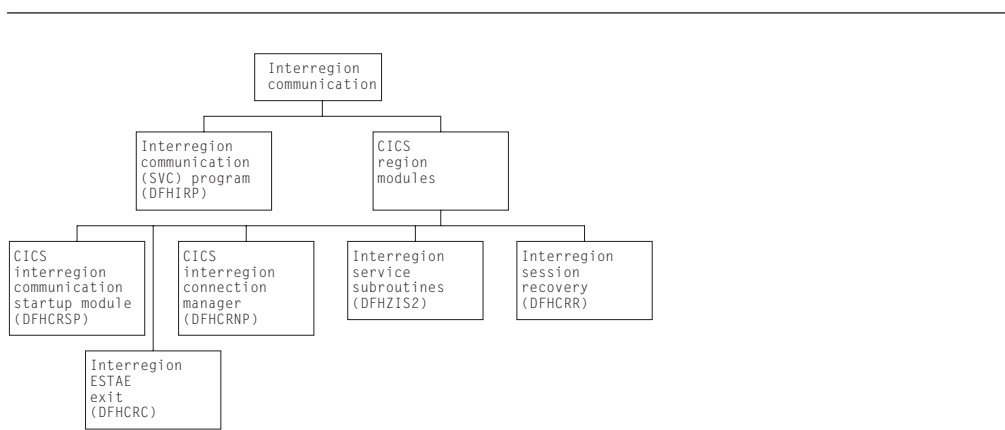 Interregion
communication
Interregion
communication
(SVC) program
(DFHIRP)
CICS
region
modules
CICS
interregion
communication
startup module
(DFHCRSP)
CICS
interregion
connection
manager
(DFHCRNP)
Interregion
service
subroutines
(DFHZIS2)
Interregion
session
recovery
(DFHCRR)
Interregion
ESTAE
exit
(DFHCRC)